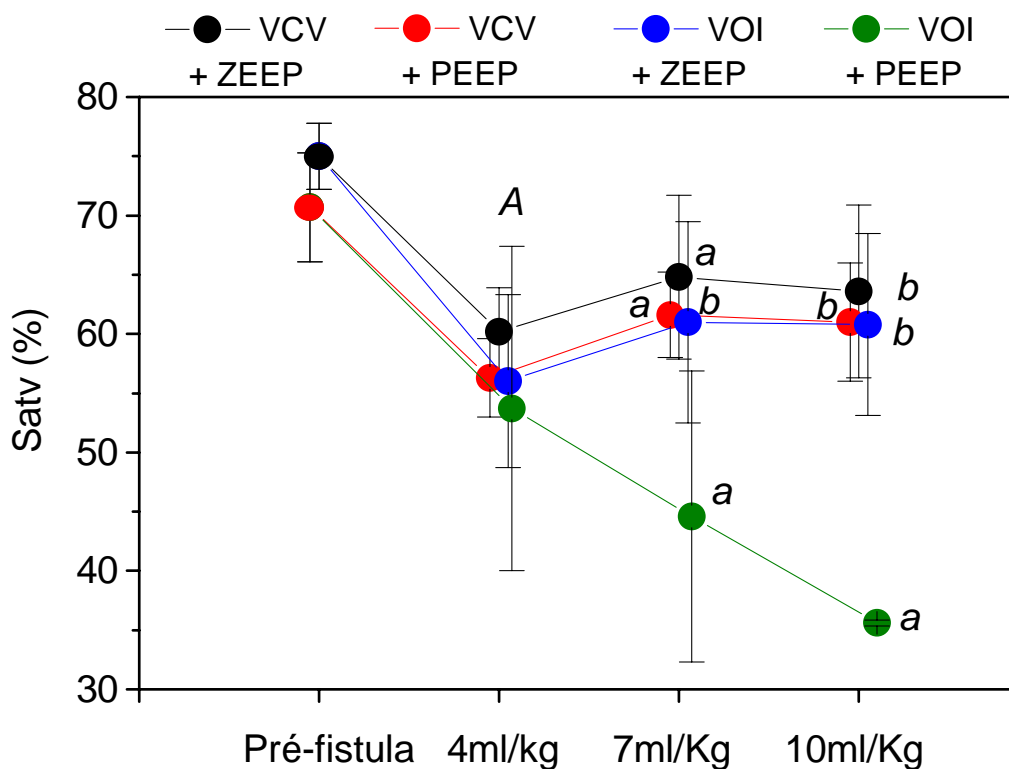 VCV VCV VOI VOI
+ ZEEP + PEEP + ZEEP + PEEP
80
70
60
50
40
30
Satv (%)
A
a
a b
b b
b
a
a
Pré-fistula 4ml/kg 7ml/Kg 10ml/Kg